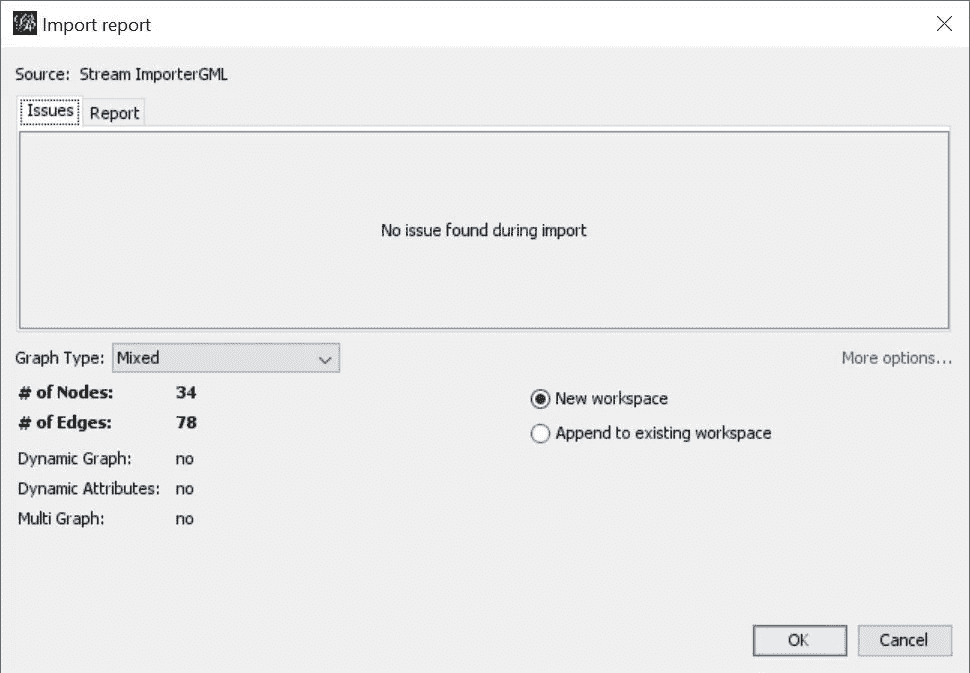 Import report
Source: Stream ImporterGML
Issues Report
No issue found during import
Graph Type: Mixed
More options...
# of Nodes: 34
# of Edges: 78
Dynamic Graph: no
Dynamic Attributes: no
Multi Graph: no
New workspace
Append to existing workspace
OK Cancel